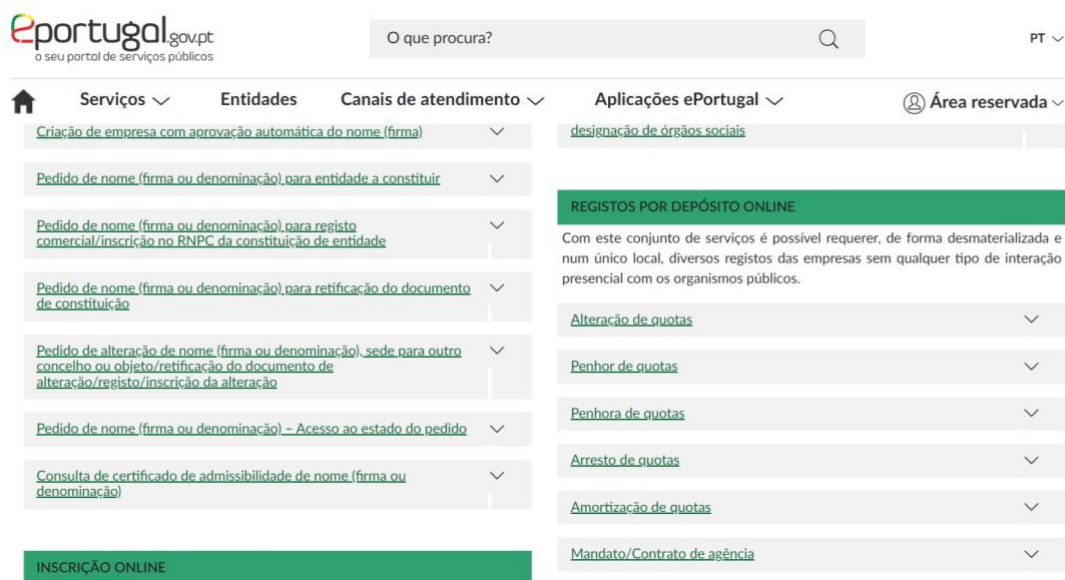 eportugal.gov.pt
o seu portal de serviços públicos
O que procura?
PT
Serviços
Entidades
Canais de atendimento
Aplicações ePortugal
Área reservada
Criação de empresa com aprovação automática do nome (firma)
Pedido de nome (firma ou denominação) para entidade a constituir
Pedido de nome (firma ou denominação) para registo
comercial/inscrição no RNPC da constituição de entidade
Pedido de nome (firma ou denominação) para retificação do documento
de constituição
Pedido de alteração de nome (firma ou denominação), sede para outro
concelho ou objeto/retificação do documento de
alteração/registo/inscrição da alteração
Pedido de nome (firma ou denominação) – Acesso ao estado do pedido
Consulta de certificado de admissibilidade de nome (firma ou
denominação)
INSCRIÇÃO ONLINE
designação de órgãos sociais
REGISTOS POR DEPÓSITO ONLINE
Com este conjunto de serviços é possível requerer, de forma desmaterializada e
num único local, diversos registos das empresas sem qualquer tipo de interação
presencial com os organismos públicos.
Alteração de quotas
Penhor de quotas
Penhora de quotas
Arresto de quotas
Amortização de quotas
Mandato/Contrato de agência